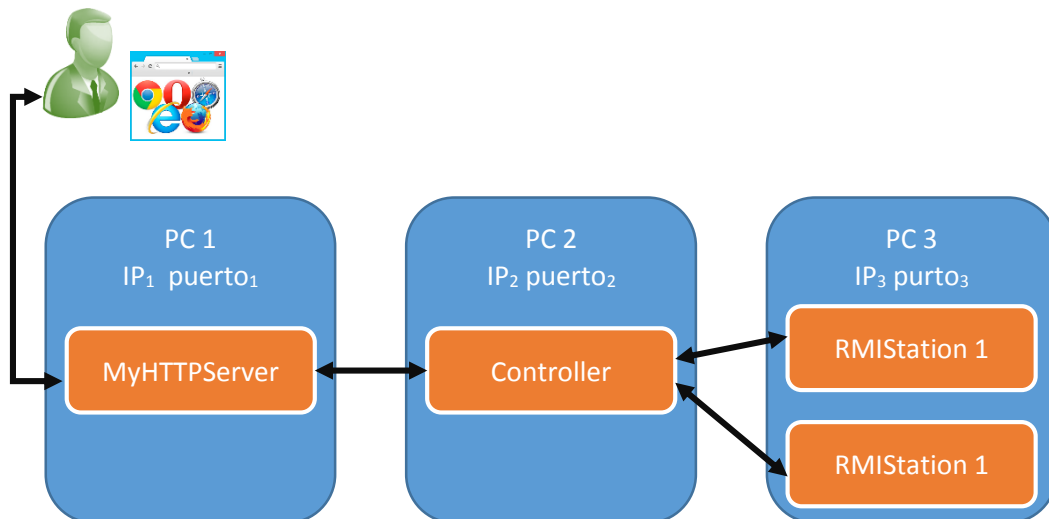 PC 1
IP₁ puerto₁
MyHTTPServer
PC 2
IP₂ puerto₂
Controller
PC 3
IP₃ purto₃
RMIStation 1
RMIStation 1